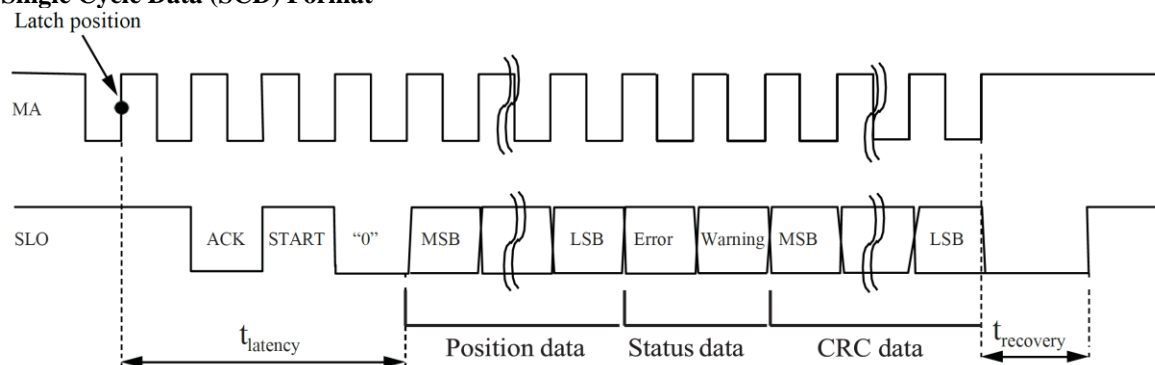 Single Cycle Data (SCD) Format
Latch position
MA
SLO
ACK
START
“0”
MSB
LSB
Error
Warning
MSB
LSB
tlatency
Position data
Status data
CRC data
trecovery